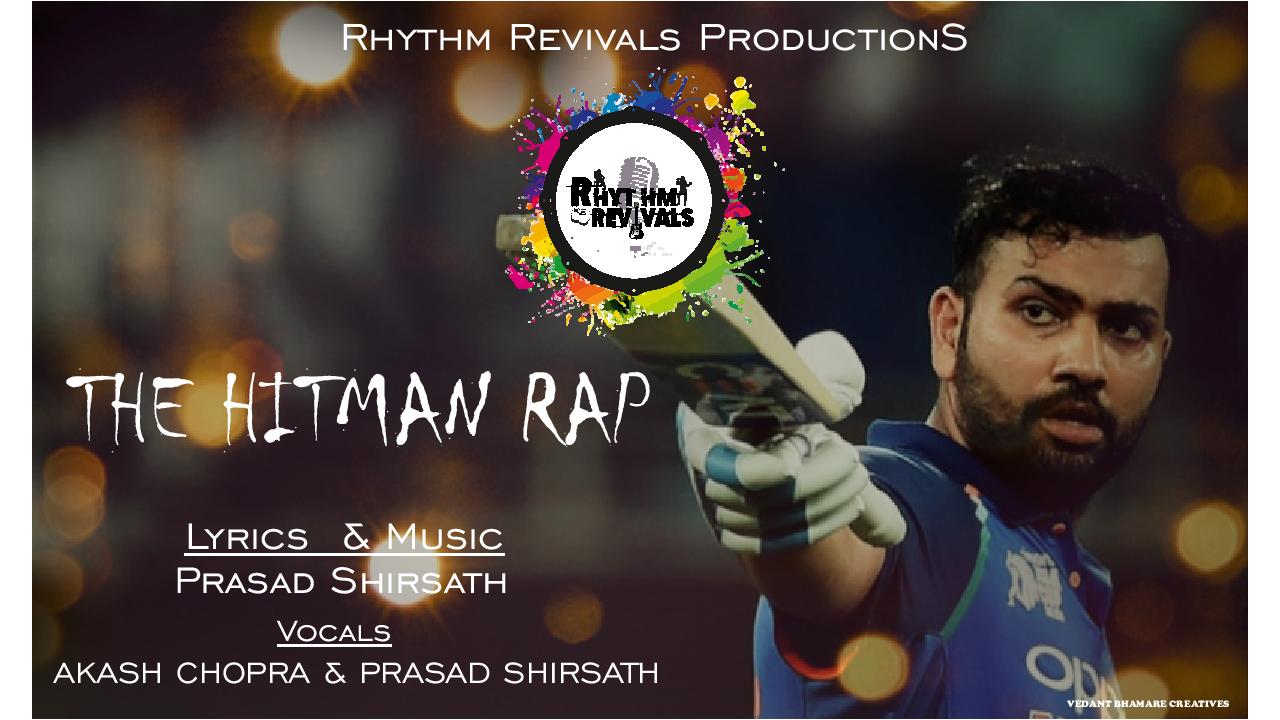 RHYTHM REVIVALS PRODUCTIONS
RHYTHM
REVIVALS
THE HITMAN RAP
LYRICS & MUSIC
PRASAD SHIRSATH
VOCALS
AKASH CHOPRA & PRASAD SHIRSATH
VEDANT BHAMARE CREATIVES